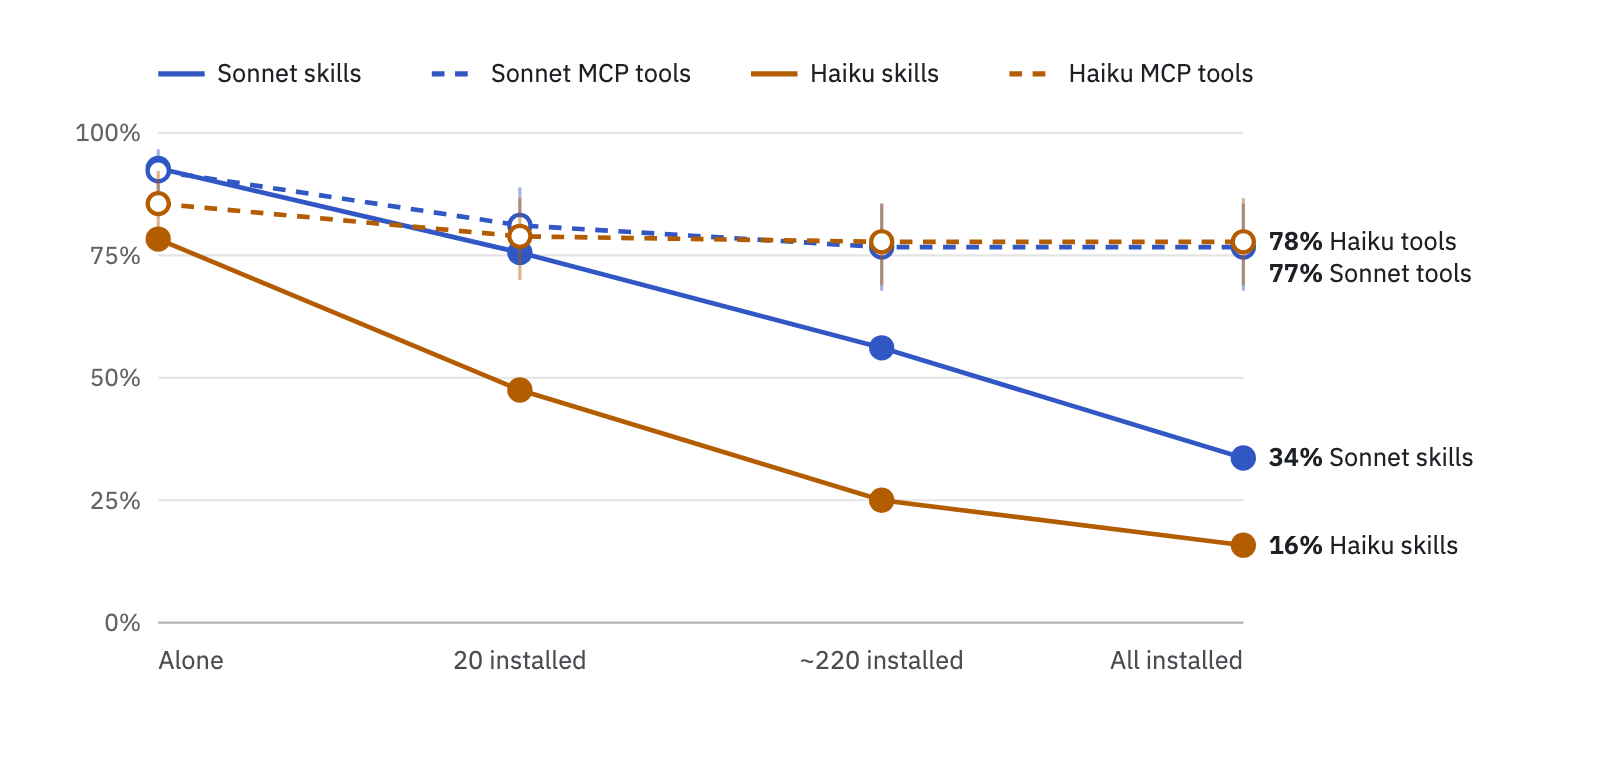 Sonnet skills Sonnet MCP tools Haiku skills Haiku MCP tools
100%
75%
50%
25%
0%
78% Haiku tools
77% Sonnet tools
34% Sonnet skills
16% Haiku skills
Alone 20 installed ~220 installed All installed